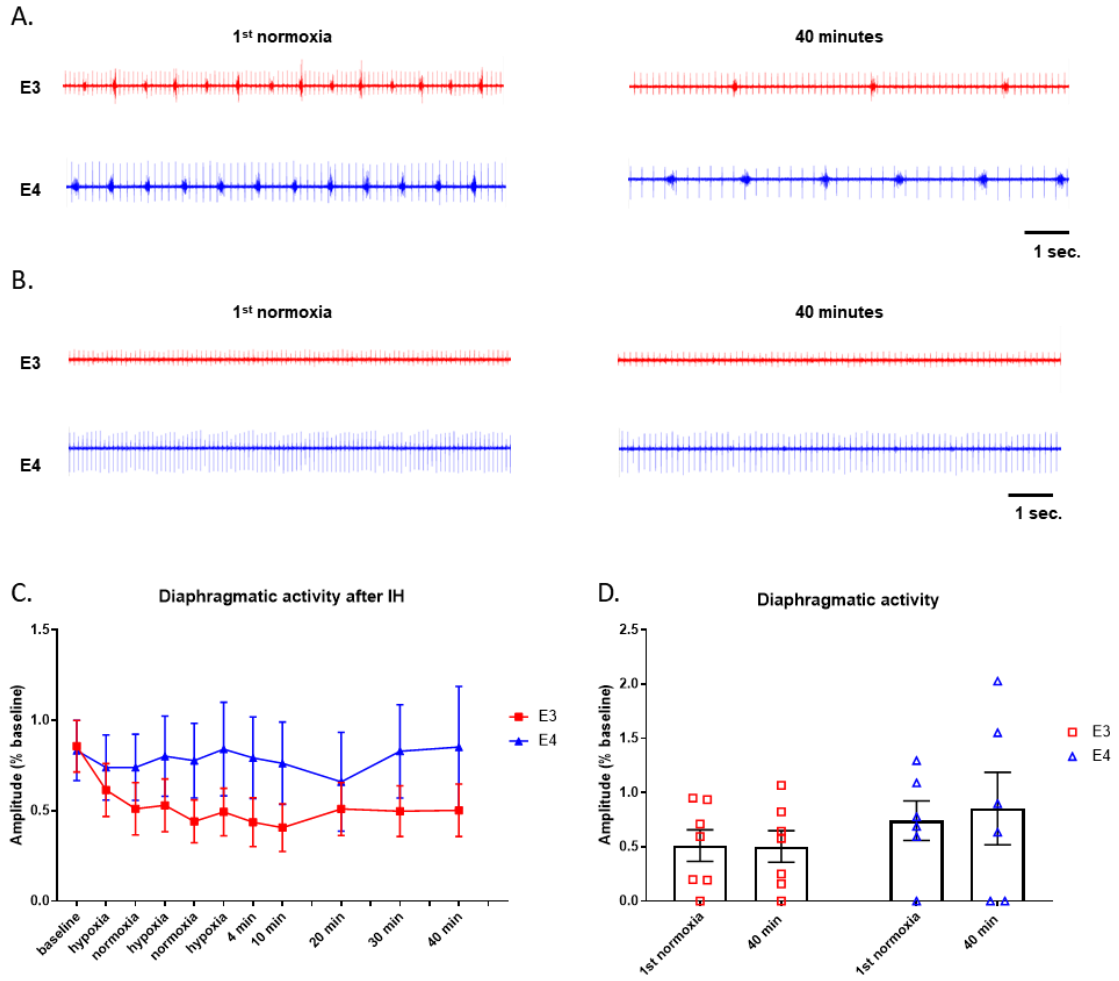 A.
1st normoxia
40 minutes
E3
E4
1 sec.
B.
1st normoxia
40 minutes
E3
E4
1 sec.
C.
Diaphragmatic activity after IH
Amplitude (% baseline)
1.5
1.0
0.5
0.0
baseline
hypoxia
normoxia
hypoxia
normoxia
hypoxia
4 min
10 min
20 min
30 min
40 min
E3
E4
D.
Diaphragmatic activity
Amplitude (% baseline)
2.5
2.0
1.5
1.0
0.5
0.0
1st normoxia
40 min
1st normoxia
40 min
E3
E4